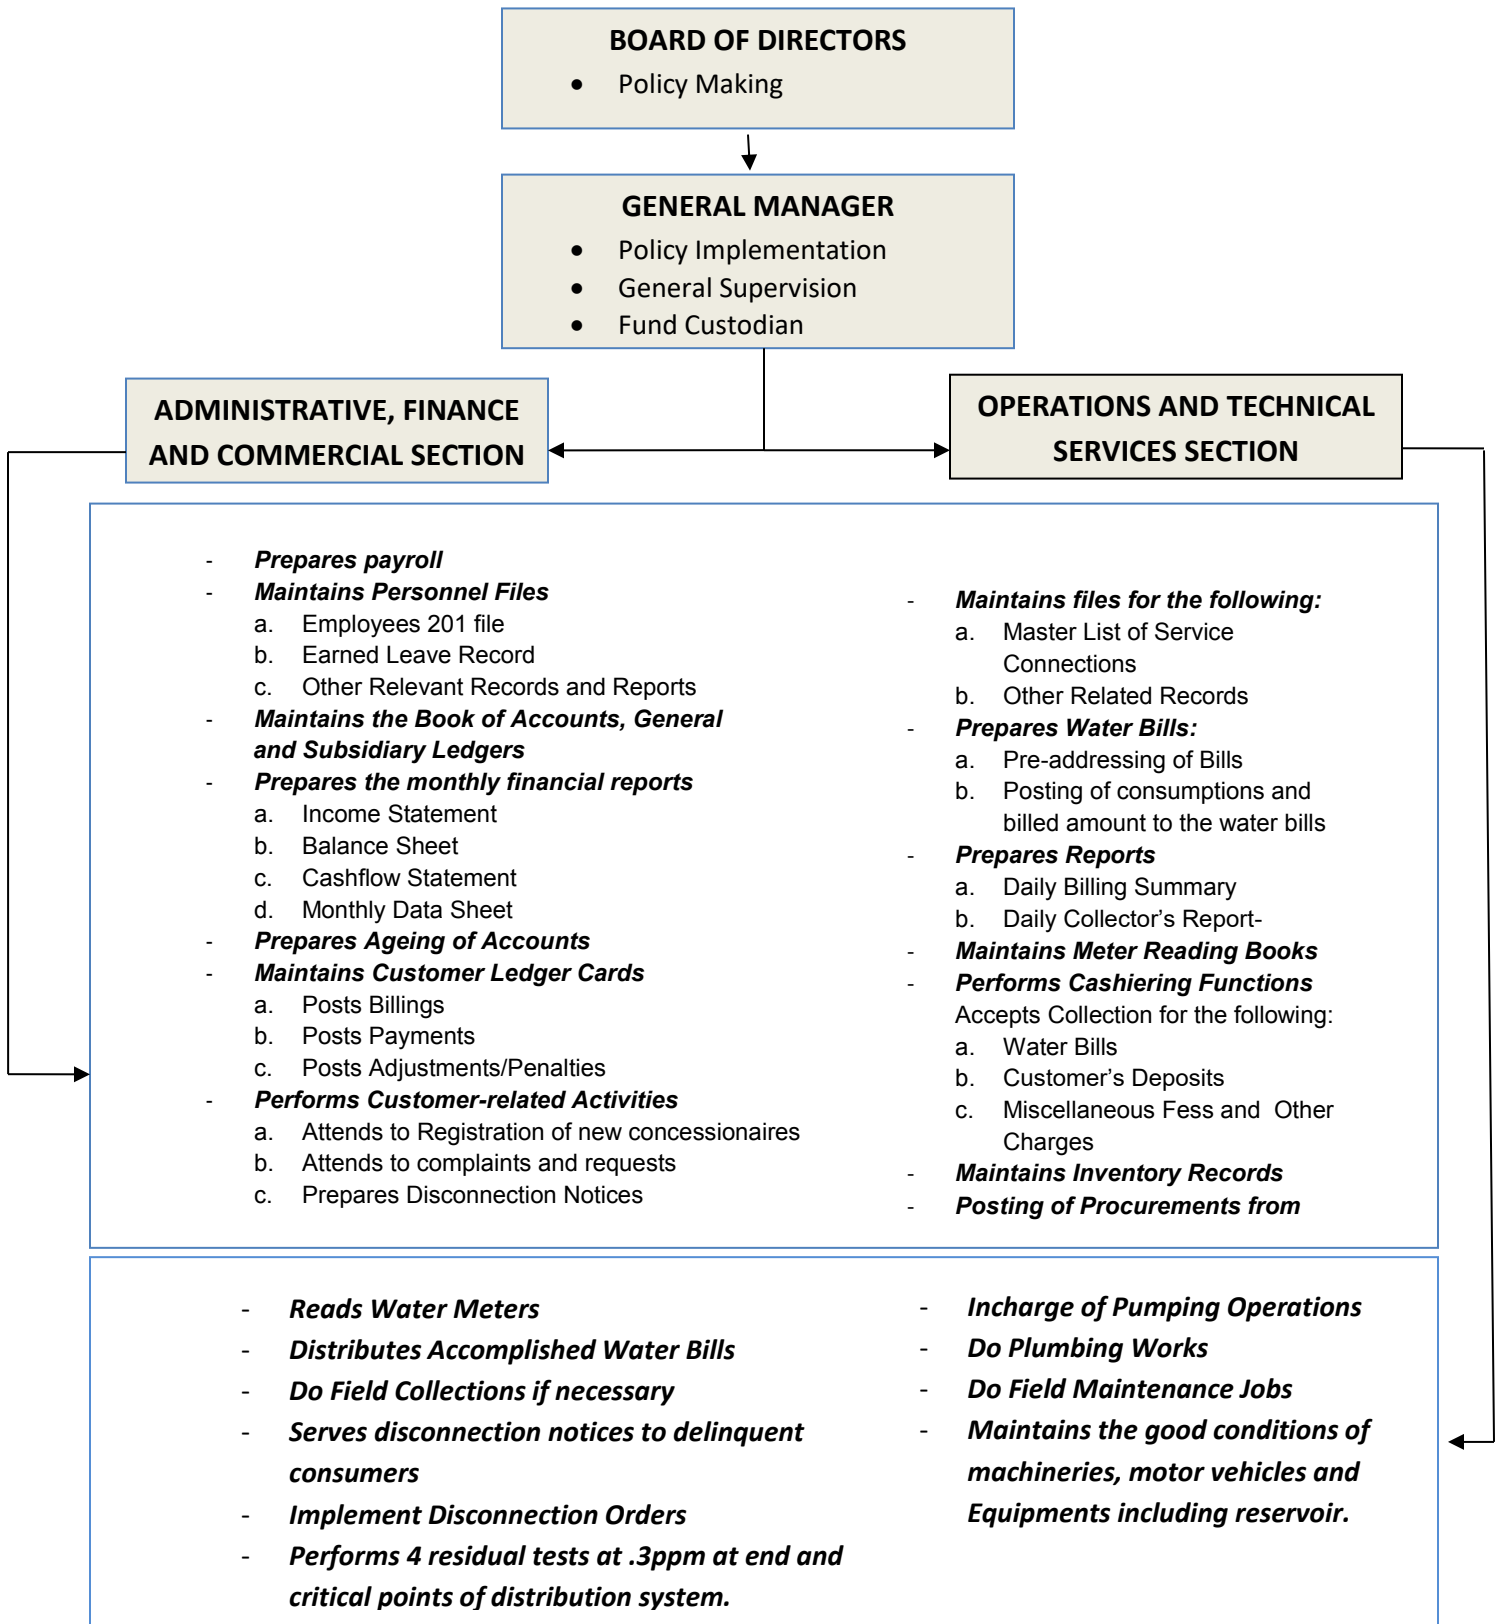 BOARD OF DIRECTORS
• Policy Making
GENERAL MANAGER
• Policy Implementation
• General Supervision
• Fund Custodian
ADMINISTRATIVE, FINANCE
AND COMMERCIAL SECTION
OPERATIONS AND TECHNICAL
SERVICES SECTION
- Prepares payroll
- Maintains Personnel Files
a. Employees 201 file
b. Earned Leave Record
c. Other Relevant Records and Reports
- Maintains the Book of Accounts, General
and Subsidiary Ledgers
- Prepares the monthly financial reports
a. Income Statement
b. Balance Sheet
c. Cashflow Statement
d. Monthly Data Sheet
- Prepares Ageing of Accounts
- Maintains Customer Ledger Cards
a. Posts Billings
b. Posts Payments
c. Posts Adjustments/Penalties
- Performs Customer-related Activities
a. Attends to Registration of new concessionaires
b. Attends to complaints and requests
c. Prepares Disconnection Notices
- Maintains files for the following:
a. Master List of Service
Connections
b. Other Related Records
- Prepares Water Bills:
a. Pre-addressing of Bills
b. Posting of consumptions and
billed amount to the water bills
- Prepares Reports
a. Daily Billing Summary
b. Daily Collector’s Report-
- Maintains Meter Reading Books
- Performs Cashiering Functions
Accepts Collection for the following:
a. Water Bills
b. Customer’s Deposits
c. Miscellaneous Fess and Other
Charges
- Maintains Inventory Records
- Posting of Procurements from
- Reads Water Meters
- Distributes Accomplished Water Bills
- Do Field Collections if necessary
- Serves disconnection notices to delinquent
consumers
- Implement Disconnection Orders
- Performs 4 residual tests at .3ppm at end and
critical points of distribution system.
- Incharge of Pumping Operations
- Do Plumbing Works
- Do Field Maintenance Jobs
- Maintains the good conditions of
machineries, motor vehicles and
Equipments including reservoir.